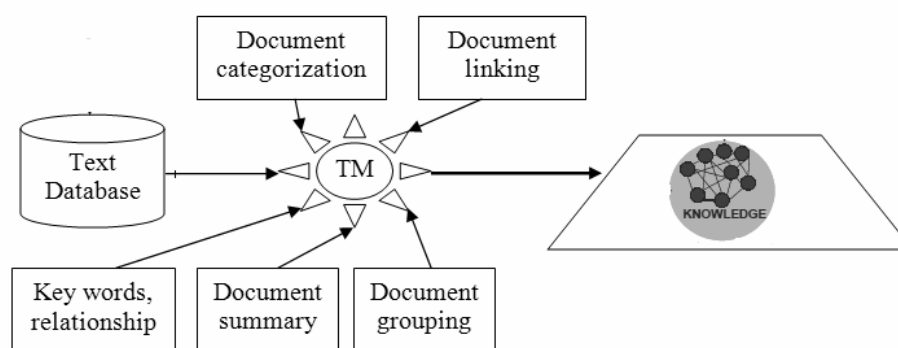 Document
categorization
Document
linking
Text
Database
TM
KNOWLEDGE
Key words,
relationship
Document
summary
Document
grouping